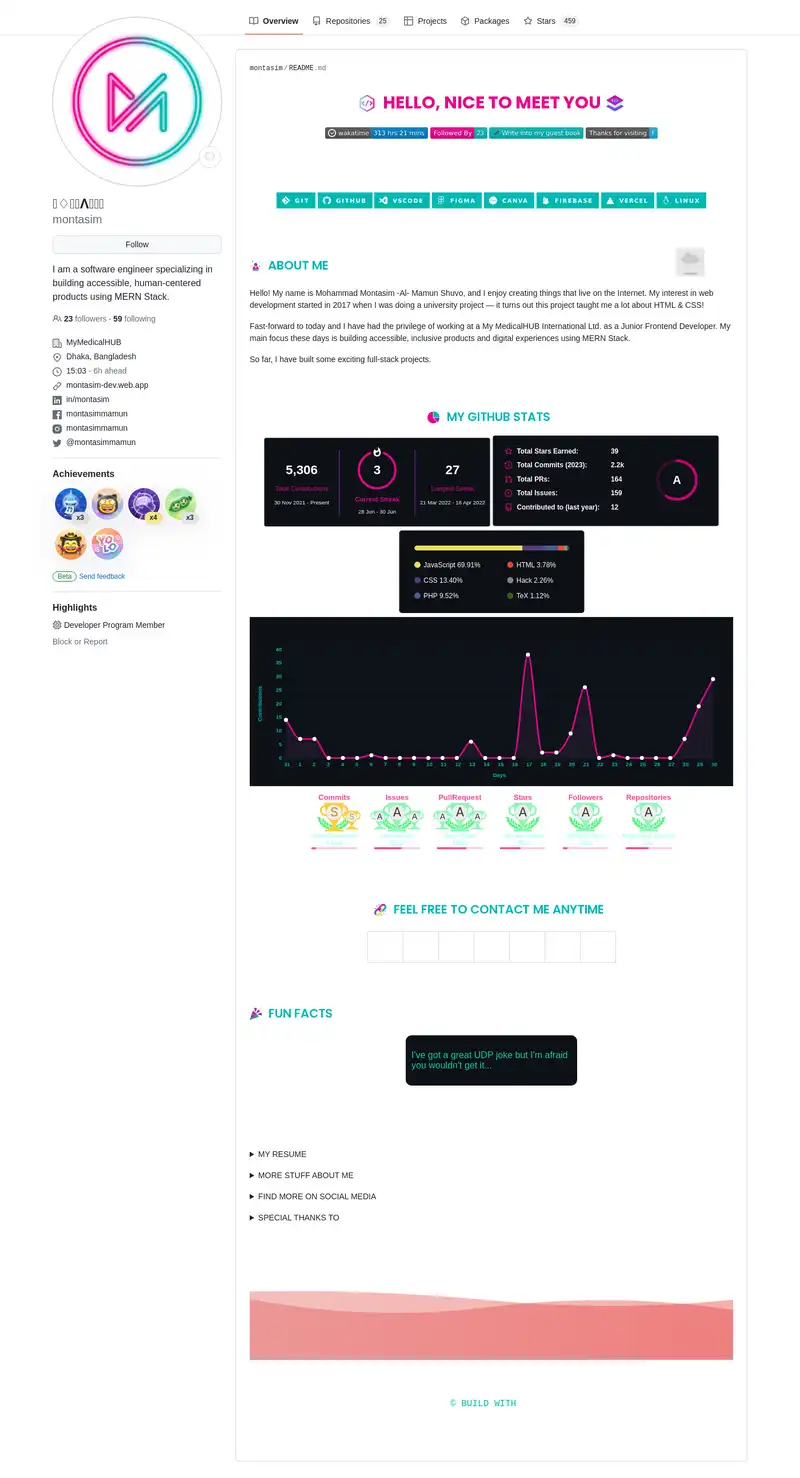 Overview
Repositories 25
Projects
Packages
Stars 459
montasim
Follow
I am a software engineer specializing in
building accessible, human-centered
products using MERN Stack.
23 followers · 59 following
MyMedicalHUB
Dhaka, Bangladesh
15:03 - 6h ahead
montasim-dev.web.app
in/montasim
montasimmamun
montasimmamun
@montasimmamun
Achievements
x3
x4
x3
YOLO
Beta Send feedback
Highlights
Developer Program Member
Block or Report
montasim/README.md
HELLO, NICE TO MEET YOU
wakatime 313 hrs 21 mins
Followed By 23
Write into my guest book
Thanks for visiting
GIT
GITHUB
VSCODE
FIGMA
CANVA
FIREBASE
VERCEL
LINUX
ABOUT ME
Hello! My name is Mohammad Montasim -Al- Mamun Shuvo, and I enjoy creating things that live on the Internet. My interest in web
development started in 2017 when I was doing a university project — it turns out this project taught me a lot about HTML & CSS!
Fast-forward to today and I have had the privilege of working at a My MedicalHUB International Ltd. as a Junior Frontend Developer. My
main focus these days is building accessible, inclusive products and digital experiences using MERN Stack.
So far, I have built some exciting full-stack projects.
MY GITHUB STATS
5,306
Total Contributions
30 Nov 2021 - Present
3
Current Streak
28 Jun - 30 Jun
27
Longest Streak
21 Mar 2022 - 16 Apr 2022
Total Stars Earned: 39
Total Commits (2023): 2.2k
Total PRs: 164
Total Issues: 159
Contributed to (last year): 12
A
JavaScript 69.91%
HTML 3.78%
CSS 13.40%
Hack 2.26%
PHP 9.52%
TeX 1.12%
Contributions
40
35
30
25
20
15
10
5
0
31 1 2 3 4 5 6 7 8 9 10 11 12 13 14 15 16 17 18 19 20 21 22 23 24 25 26 27 28 29 30
Days
Commits
Issues
PullRequest
Stars
Followers
Repositories
S S
A A A
A A A
A
A
A
FEEL FREE TO CONTACT ME ANYTIME
FUN FACTS
I've got a great UDP joke but I'm afraid
you wouldn't get it...
MY RESUME
MORE STUFF ABOUT ME
FIND MORE ON SOCIAL MEDIA
SPECIAL THANKS TO
© BUILD WITH